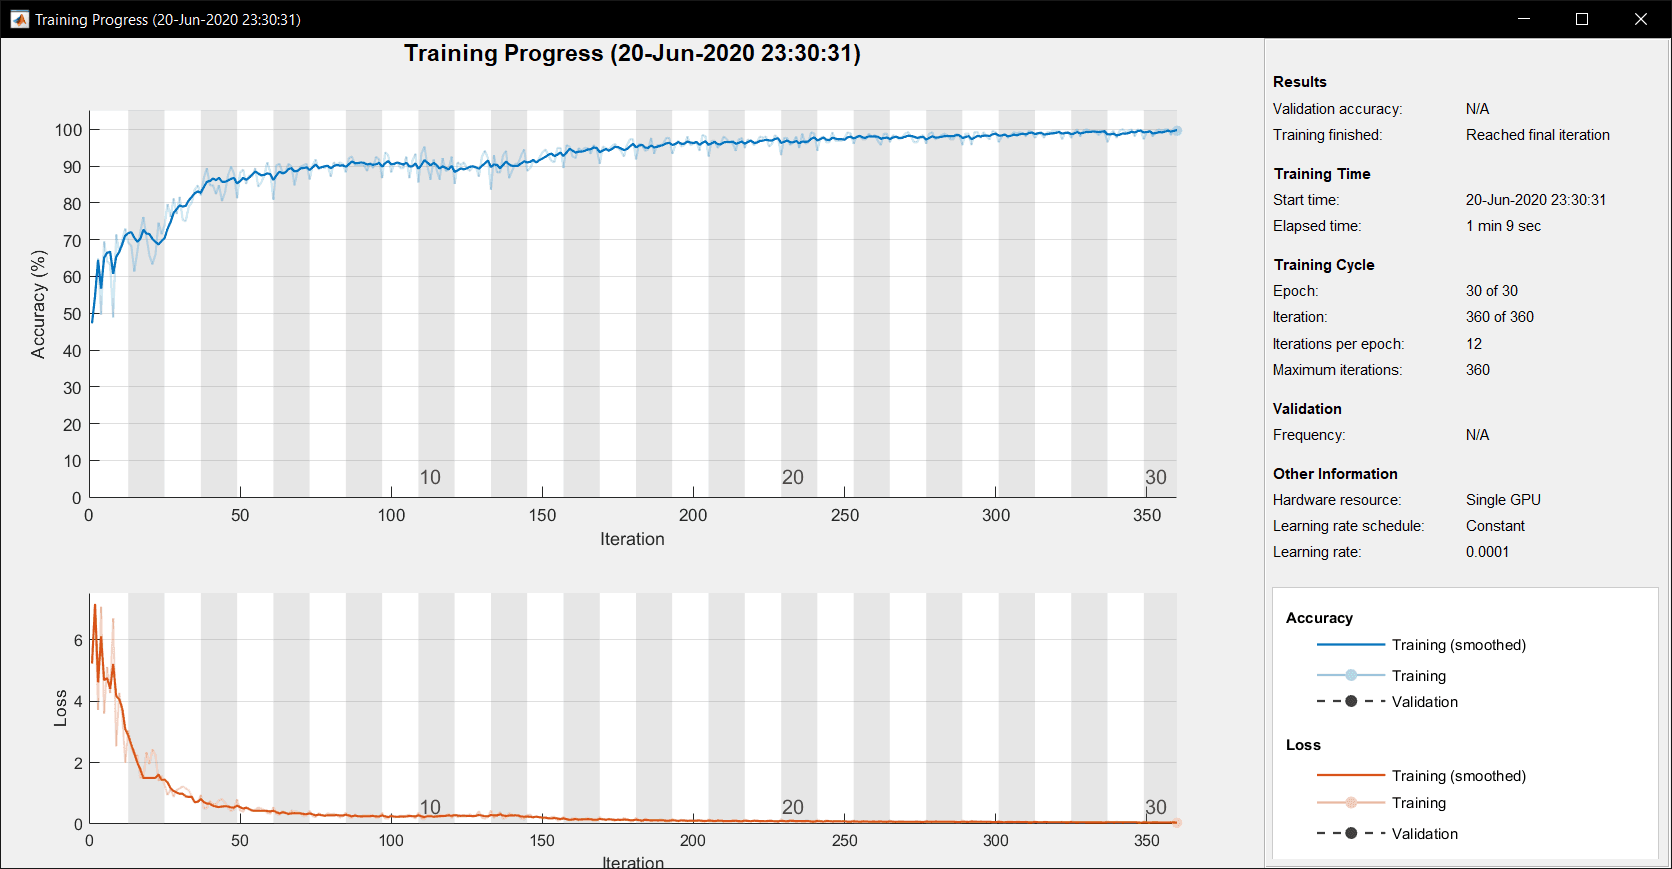 Training Progress (20-Jun-2020 23:30:31)
Training Progress (20-Jun-2020 23:30:31)
100
90
80
70
60
50
40
30
20
10
0
Accuracy (%)
10
20
30
0 50 100 150 200 250 300 350
Iteration
6
4
2
0
Loss
10
20
30
0 50 100 150 200 250 300 350
Iteration
Results
Validation accuracy: N/A
Training finished: Reached final iteration
Training Time
Start time: 20-Jun-2020 23:30:31
Elapsed time: 1 min 9 sec
Training Cycle
Epoch: 30 of 30
Iteration: 360 of 360
Iterations per epoch: 12
Maximum iterations: 360
Validation
Frequency: N/A
Other Information
Hardware resource: Single GPU
Learning rate schedule: Constant
Learning rate: 0.0001
Accuracy
Training (smoothed)
Training
Validation
Loss
Training (smoothed)
Training
Validation